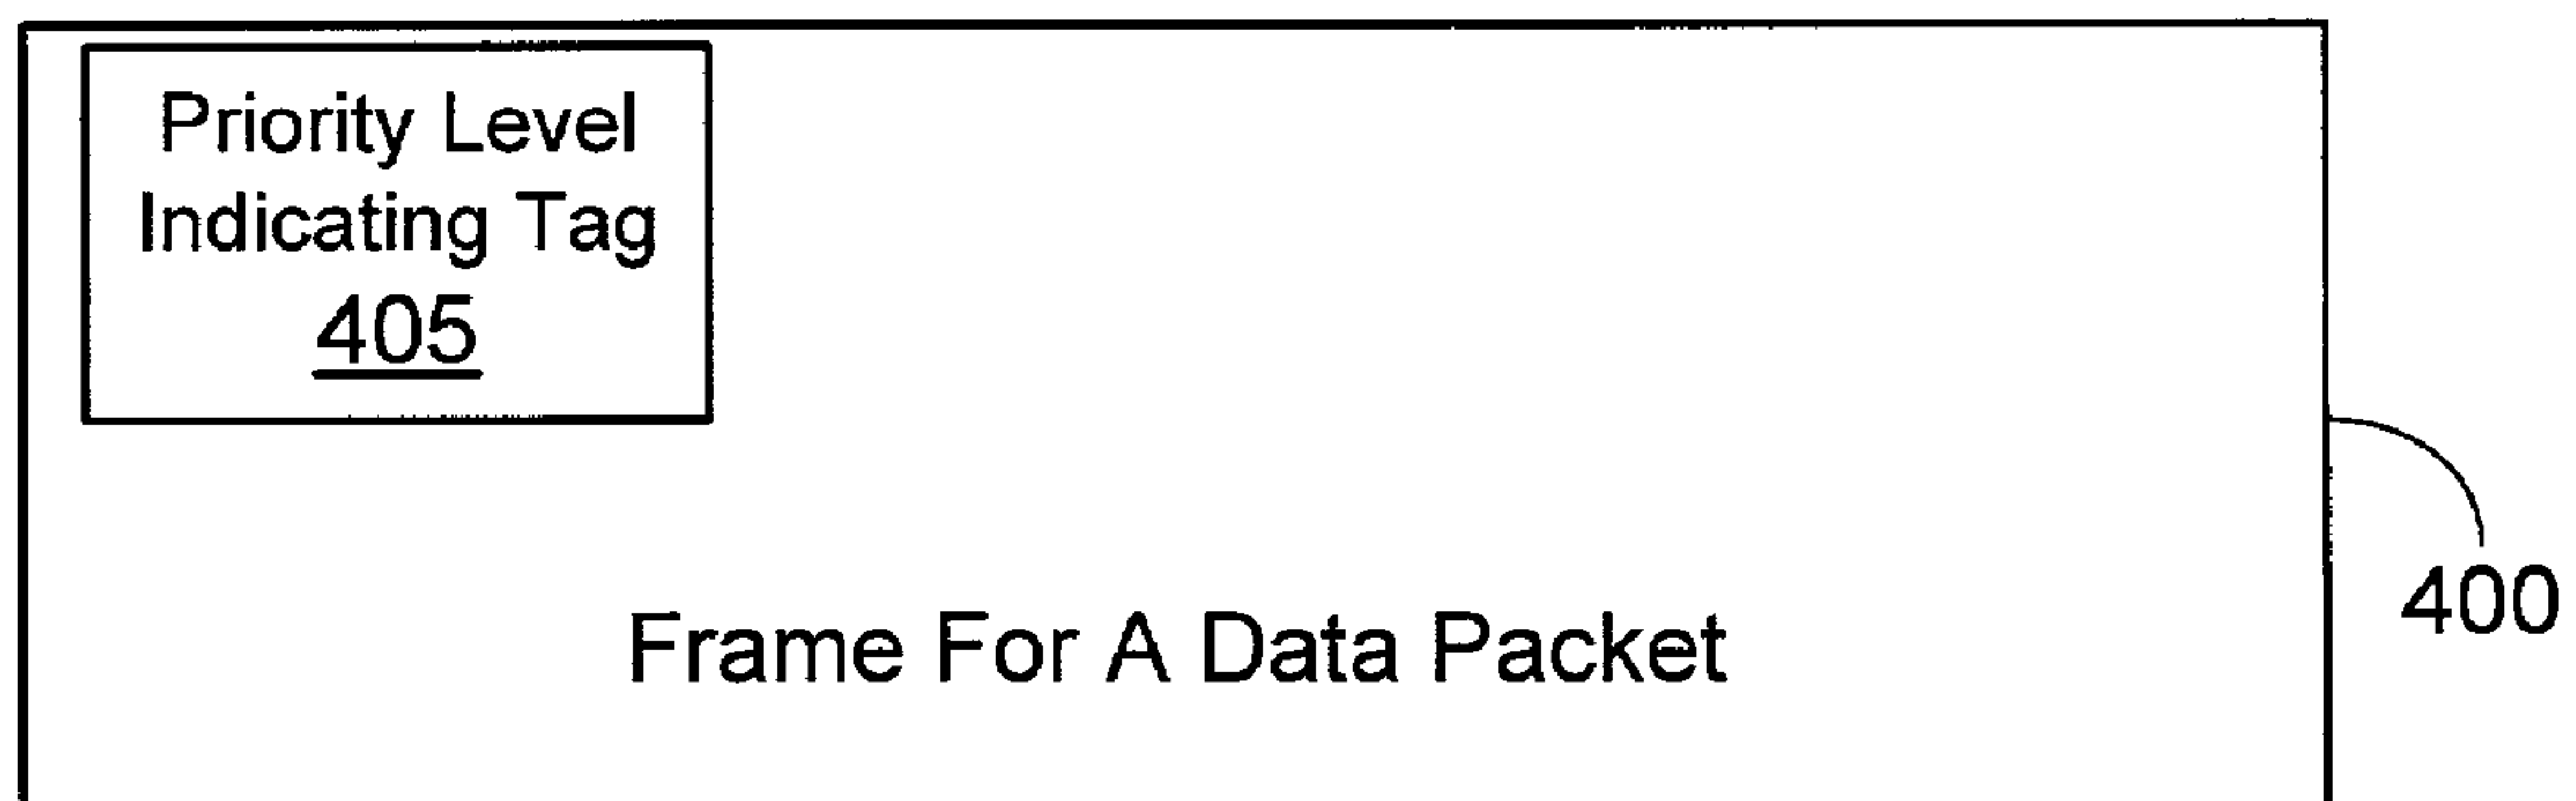 Priority Level
Indicating Tag
405
400
Frame For A Data Packet